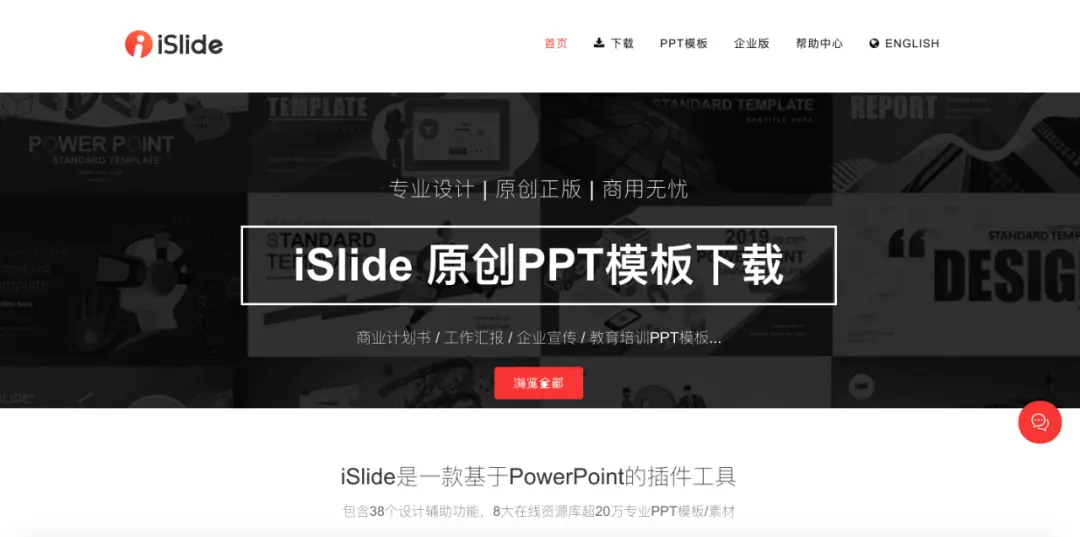 iSlide
首页 下载 PPT模板 企业版 帮助中心 ENGLISH
TEMPLATE
STANDARD TEMPLATE
SUBTITLE HERE
REPORT
POWER POINT
STANDARD TEMPLATE
专业设计 | 原创正版 | 商用无忧
STANDARD
2019
STANDARD TEMPLATE
iSlide 原创PPT模板下载
DESIG
商业计划书 / 工作汇报 / 企业宣传 / 教育培训PPT模板...
浏览全部
iSlide是一款基于PowerPoint的插件工具
包含38个设计辅助功能，8大在线资源库超20万专业PPT模板/素材